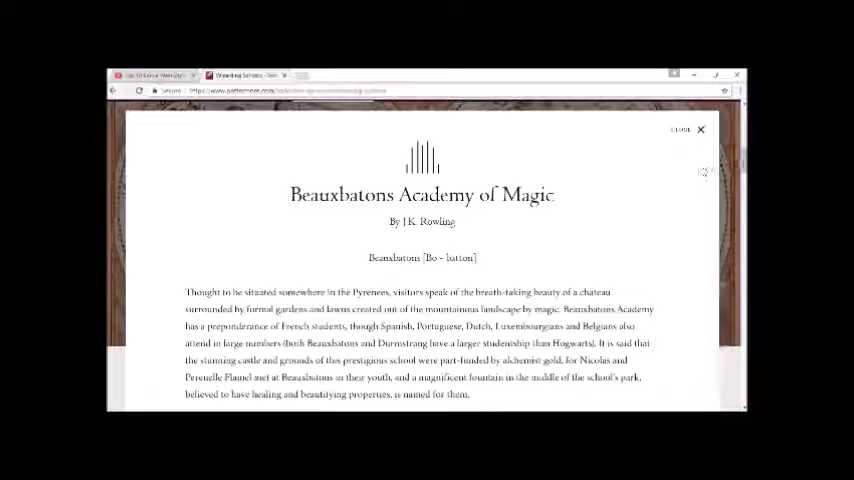 Secure
CLOSE
Beauxbatons Academy of Magic
By J.K. Rowling
Beauxbatons [Bo - batton]
Thought to be situated somewhere in the Pyrenees, visitors speak of the breath-taking beauty of a chateau
surrounded by formal gardens and lawns created out of the mountainous landscape by magic. Beauxbatons Academy
has a preponderance of French students, though Spanish, Portuguese, Dutch, Luxembourgians and Belgians also
attend in large numbers (both Beauxbatons and Durmstrang have a larger studentship than Hogwarts). It is said that
the stunning castle and grounds of this prestigious school were part-funded by alchemist gold, for Nicolas and
Perenelle Flamel met at Beauxbatons in their youth, and a magnificent fountain in the middle of the school's park,
believed to have healing and beautifying properties, is named for them.